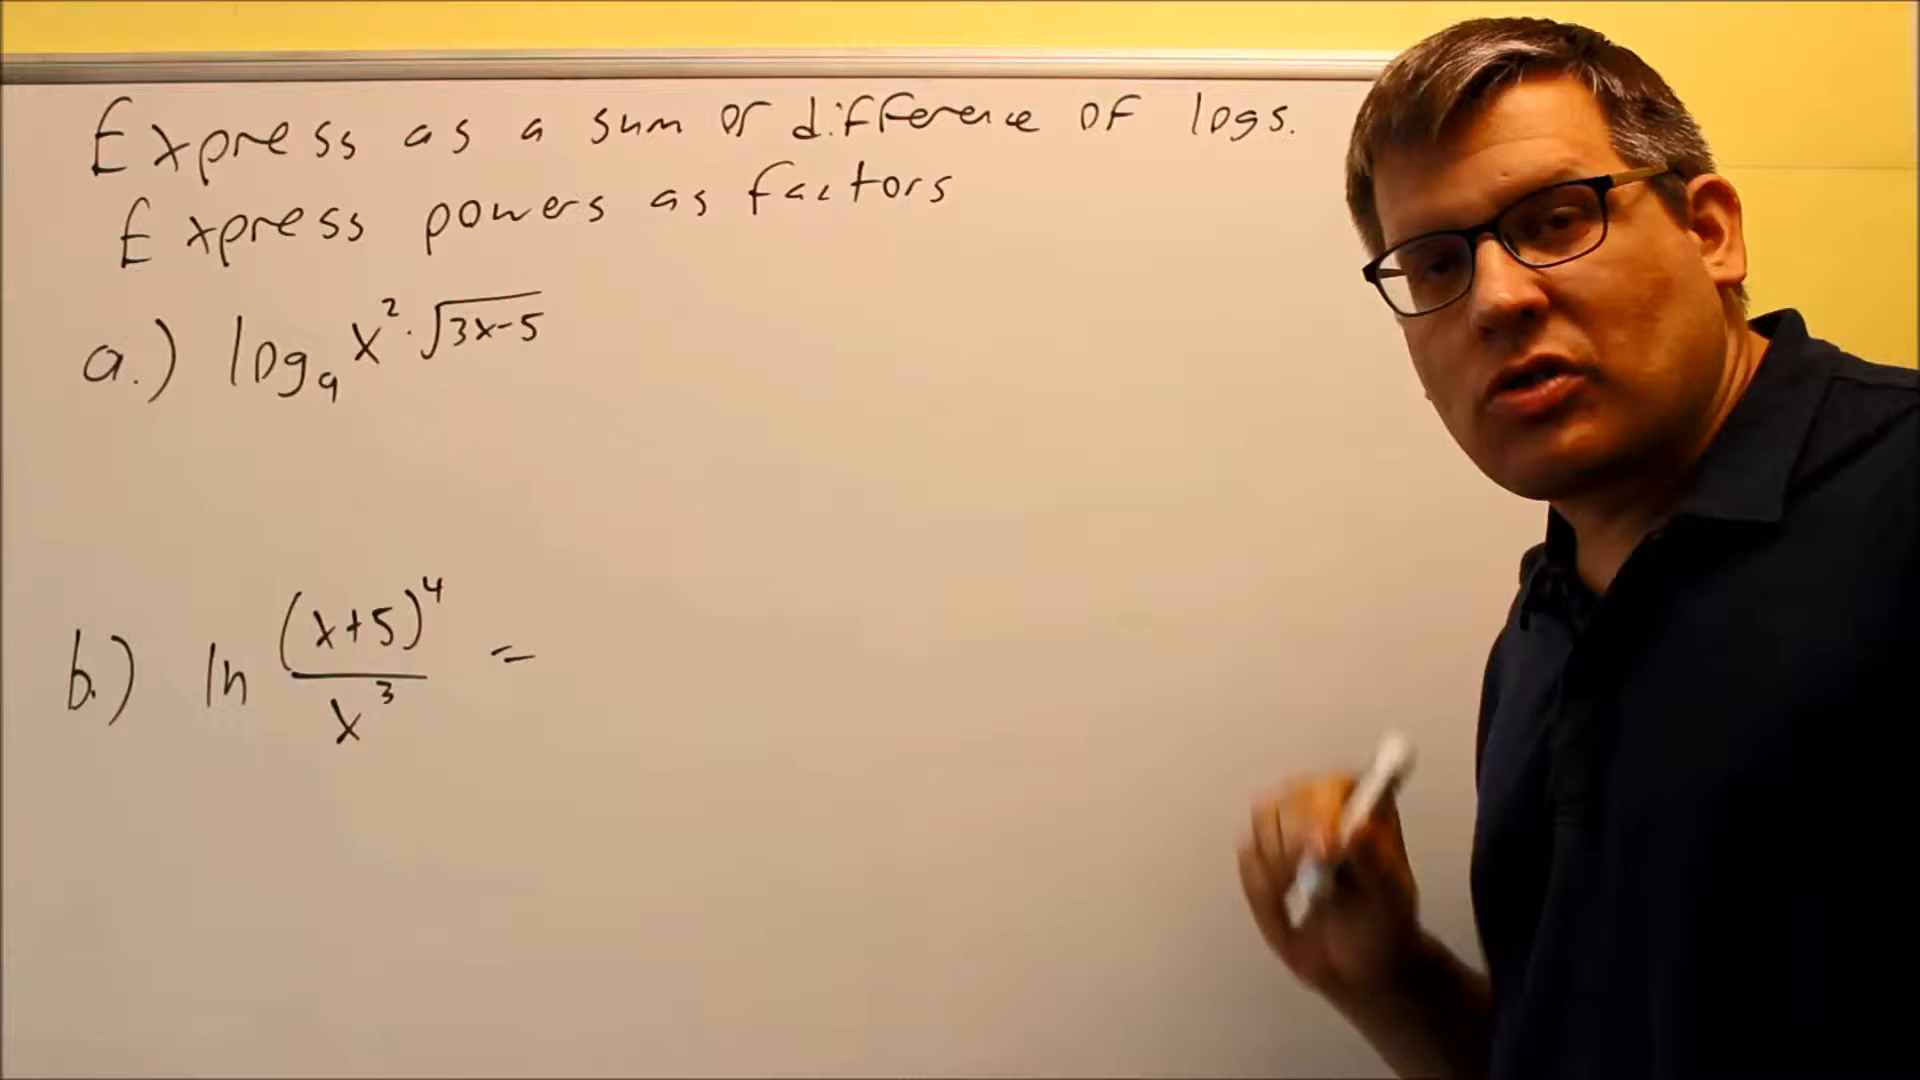 Express as a sum or difference of logs.
Express powers as factors
a.) log₉ x²·√(3x-5)
b.) ln (x+5)⁴/x³ =